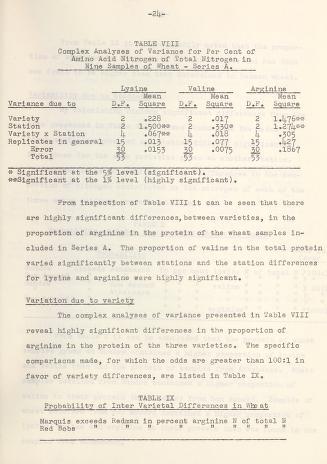 -24-
TABLE VIII
Complex Analyses of Variance for Per Cent of
Amino Acid Nitrogen of Total Nitrogen in
Nine Samples of Wheat - Series A.
Lysine Valine Arginine
Mean Mean Mean
Variance due to D.F. Square D.F. Square D.F. Square
Variety 2 .228 2 .017 2 1.476**
Station 2 1.500** 2 .330* 2 1.274**
Variety x Station 4 .067** 4 .018 4 .305
Replicates in general 15 .013 15 .077 15 .427
Error 30 .0153 30 .0075 30 .1867
Total 53 53 53
* Significant at the 5% level (significant).
**Significant at the 1% level (highly significant).
From inspection of Table VIII it can be seen that
there are highly significant differences, between varieties, in the
proportion of arginine in the protein of the wheat samples in-
cluded in Series A. The proportion of valine in the total protein
varied significantly between stations and the station differences
for lysine and arginine were highly significant.
Variation due to variety
The complex analyses of variance presented in Table VIII
reveal highly significant differences in the proportion of
arginine in the protein of the three varieties. The specific
comparisons made, for which the odds are greater than 100:1 in
favor of variety differences, are listed in Table IX.
TABLE IX
Probability of Inter Varietal Differences in Wheat
Marquis exceeds Redman in percent arginine N of total N
Red Bobs " " " " " " " "